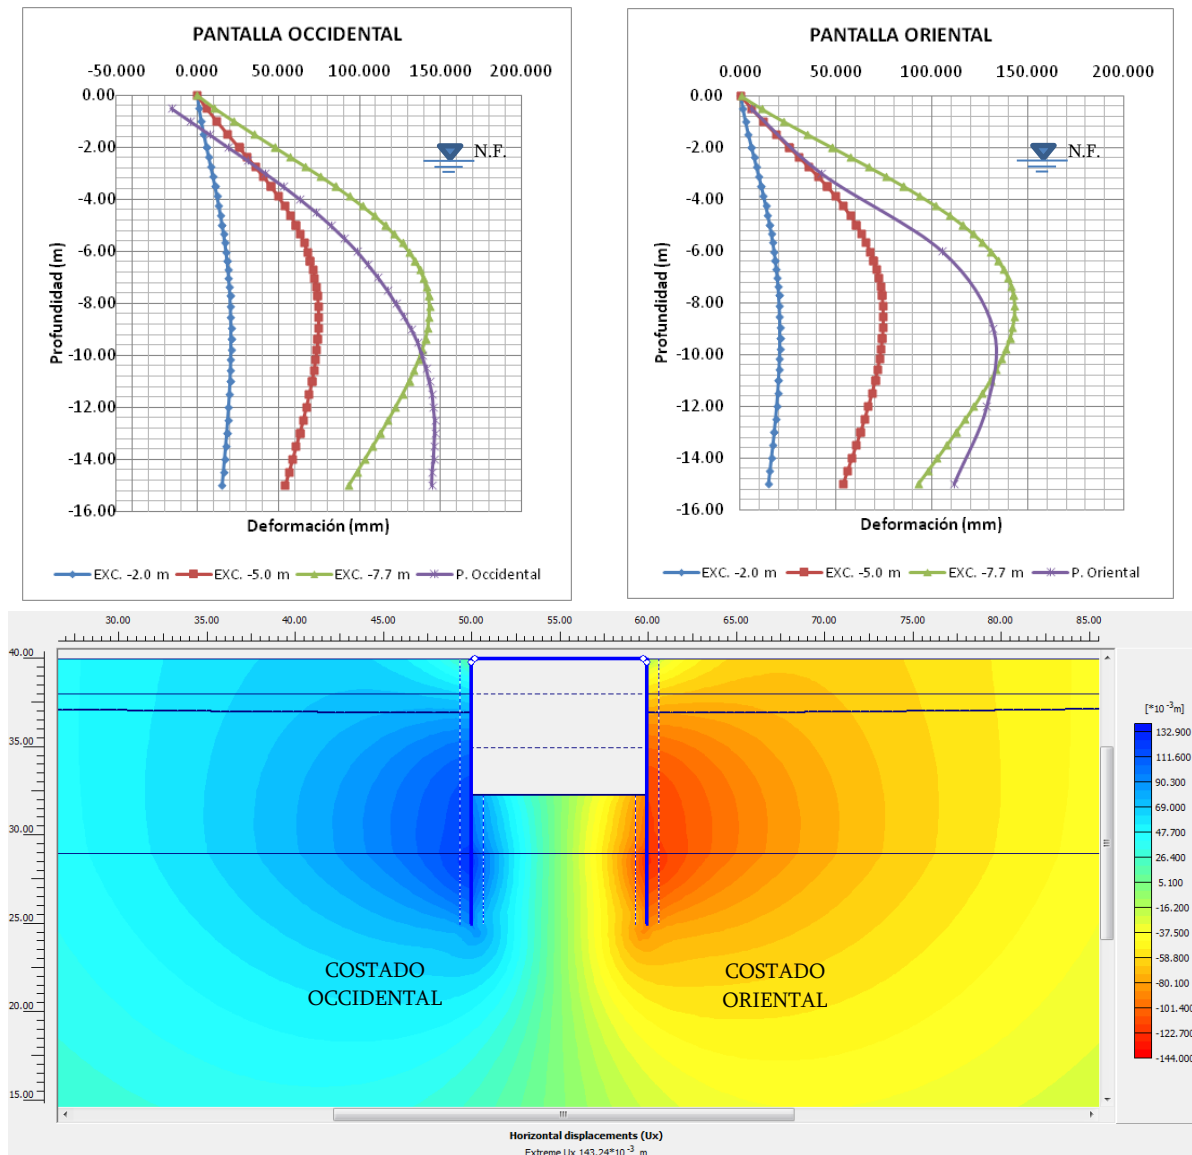 PANTALLA OCCIDENTAL
-50.000 0.000 50.000 100.000 150.000 200.000
0.00
-2.00
-4.00
-6.00
-8.00
-10.00
-12.00
-14.00
-16.00
Profundidad (m)
N.F.
Deformación (mm)
EXC. -2.0 m EXC. -5.0 m EXC. -7.7 m P. Occidental
PANTALLA ORIENTAL
0.000 50.000 100.000 150.000 200.000
0.00
-2.00
-4.00
-6.00
-8.00
-10.00
-12.00
-14.00
-16.00
Profundidad (m)
N.F.
Deformación (mm)
EXC. -2.0 m EXC. -5.0 m EXC. -7.7 m P. Oriental
30.00 35.00 40.00 45.00 50.00 55.00 60.00 65.00 70.00 75.00 80.00 85.00
40.00
35.00
30.00
25.00
20.00
15.00
COSTADO
OCCIDENTAL
COSTADO
ORIENTAL
[*10 -3 m]
132.900
111.600
90.300
69.000
47.700
26.400
5.100
-16.200
-37.500
-58.800
-80.100
-101.400
-122.700
-144.000
Horizontal displacements (Ux)
Extreme Ux 143.24*10 -3 m